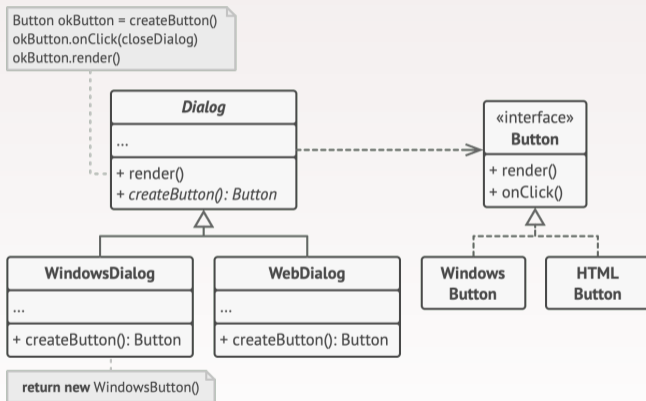 Button okButton = createButton()
okButton.onClick(closeDialog)
okButton.render()
Dialog
...
+ render()
+ createButton(): Button
«interface»
Button
+ render()
+ onClick()
WindowsDialog
...
+ createButton(): Button
WebDialog
...
+ createButton(): Button
Windows
Button
HTML
Button
return new WindowsButton()